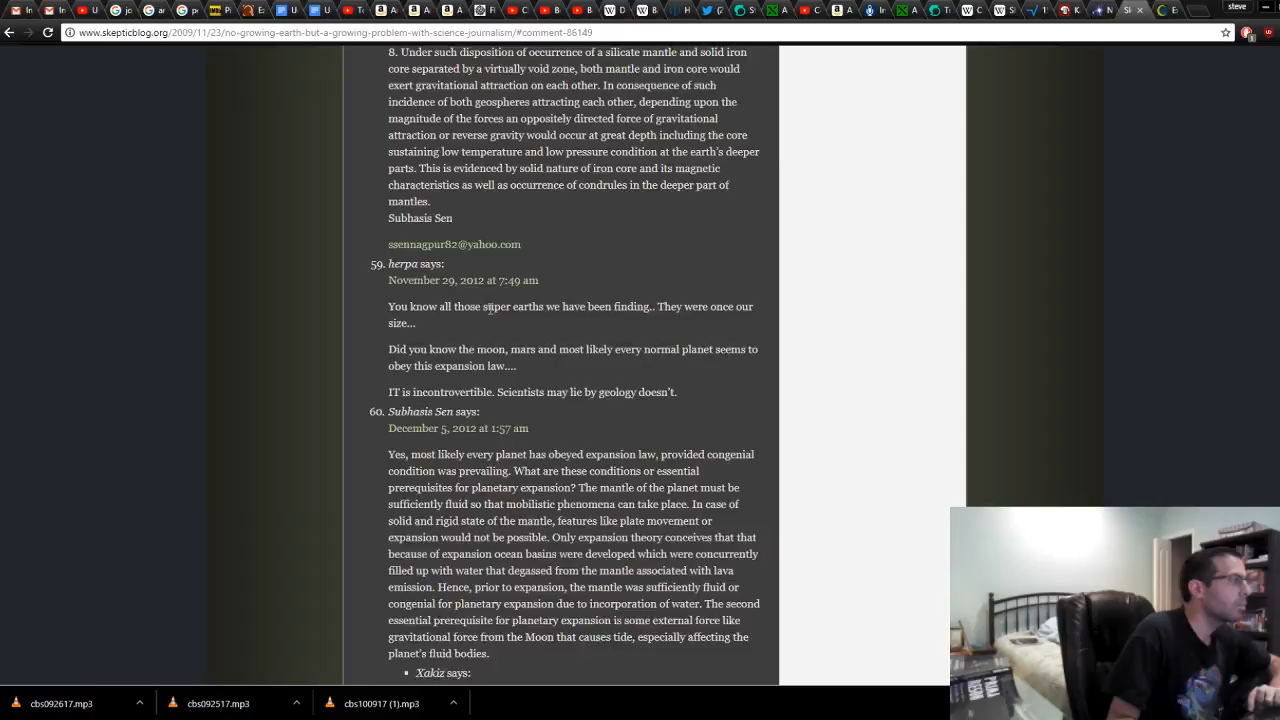 steve
www.skepticblog.org/2009/11/23/no-growing-earth-but-a-growing-problem-with-science-journalism/#comment-86149
8. Under such disposition of occurrence of a silicate mantle and solid iron
core separated by a virtually void zone, both mantle and iron core would
exert gravitational attraction on each other. In consequence of such
incidence of both geospheres attracting each other, depending upon the
magnitude of the forces an oppositely directed force of gravitational
attraction or reverse gravity would occur at great depth including the core
sustaining low temperature and low pressure condition at the earth's deeper
parts. This is evidenced by solid nature of iron core and its magnetic
characteristics as well as occurrence of condrules in the deeper part of
mantles.
Subhasis Sen
ssennagpur82@yahoo.com
59. herpa says:
November 29, 2012 at 7:49 am
You know all those super earths we have been finding.. They were once our
size...
Did you know the moon, mars and most likely every normal planet seems to
obey this expansion law....
IT is incontrovertible. Scientists may lie by geology doesn't.
60. Subhasis Sen says:
December 5, 2012 at 1:57 am
Yes, most likely every planet has obeyed expansion law, provided congenial
condition was prevailing. What are these conditions or essential
prerequisites for planetary expansion? The mantle of the planet must be
sufficiently fluid so that mobilistic phenomena can take place. In case of
solid and rigid state of the mantle, features like plate movement or
expansion would not be possible. Only expansion theory conceives that that
because of expansion ocean basins were developed which were concurrently
filled up with water that degassed from the mantle associated with lava
emission. Hence, prior to expansion, the mantle was sufficiently fluid or
congenial for planetary expansion due to incorporation of water. The second
essential prerequisite for planetary expansion is some external force like
gravitational force from the Moon that causes tide, especially affecting the
planet's fluid bodies.
Xakiz says:
cbs092617.mp3 cbs092517.mp3 cbs100917 (1).mp3